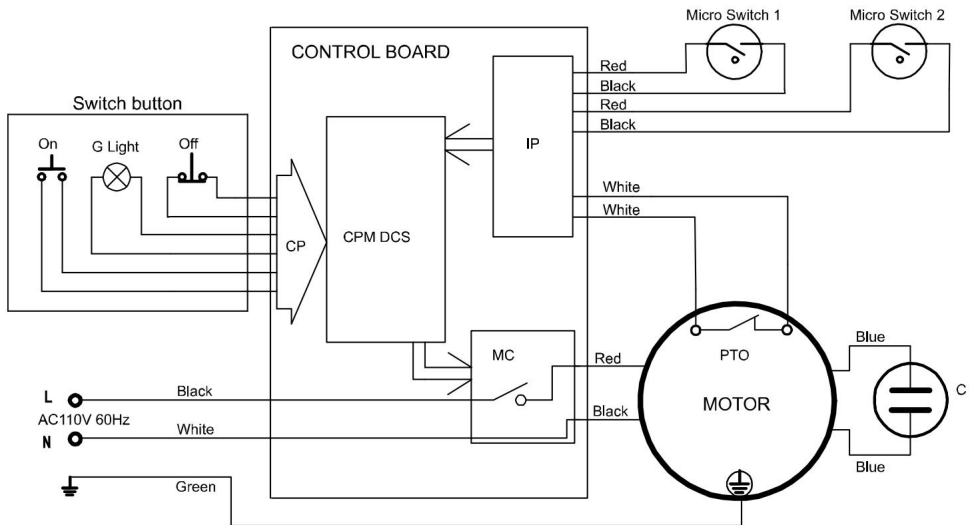 Micro Switch 1
Micro Switch 2
CONTROL BOARD
Red
Black
Red
Black
Switch button
On
G Light
Off
IP
White
White
CP
CPM DCS
MC
Red
PTO
Blue
L
Black
C
AC110V 60Hz
Black
MOTOR
N
White
Blue
Green